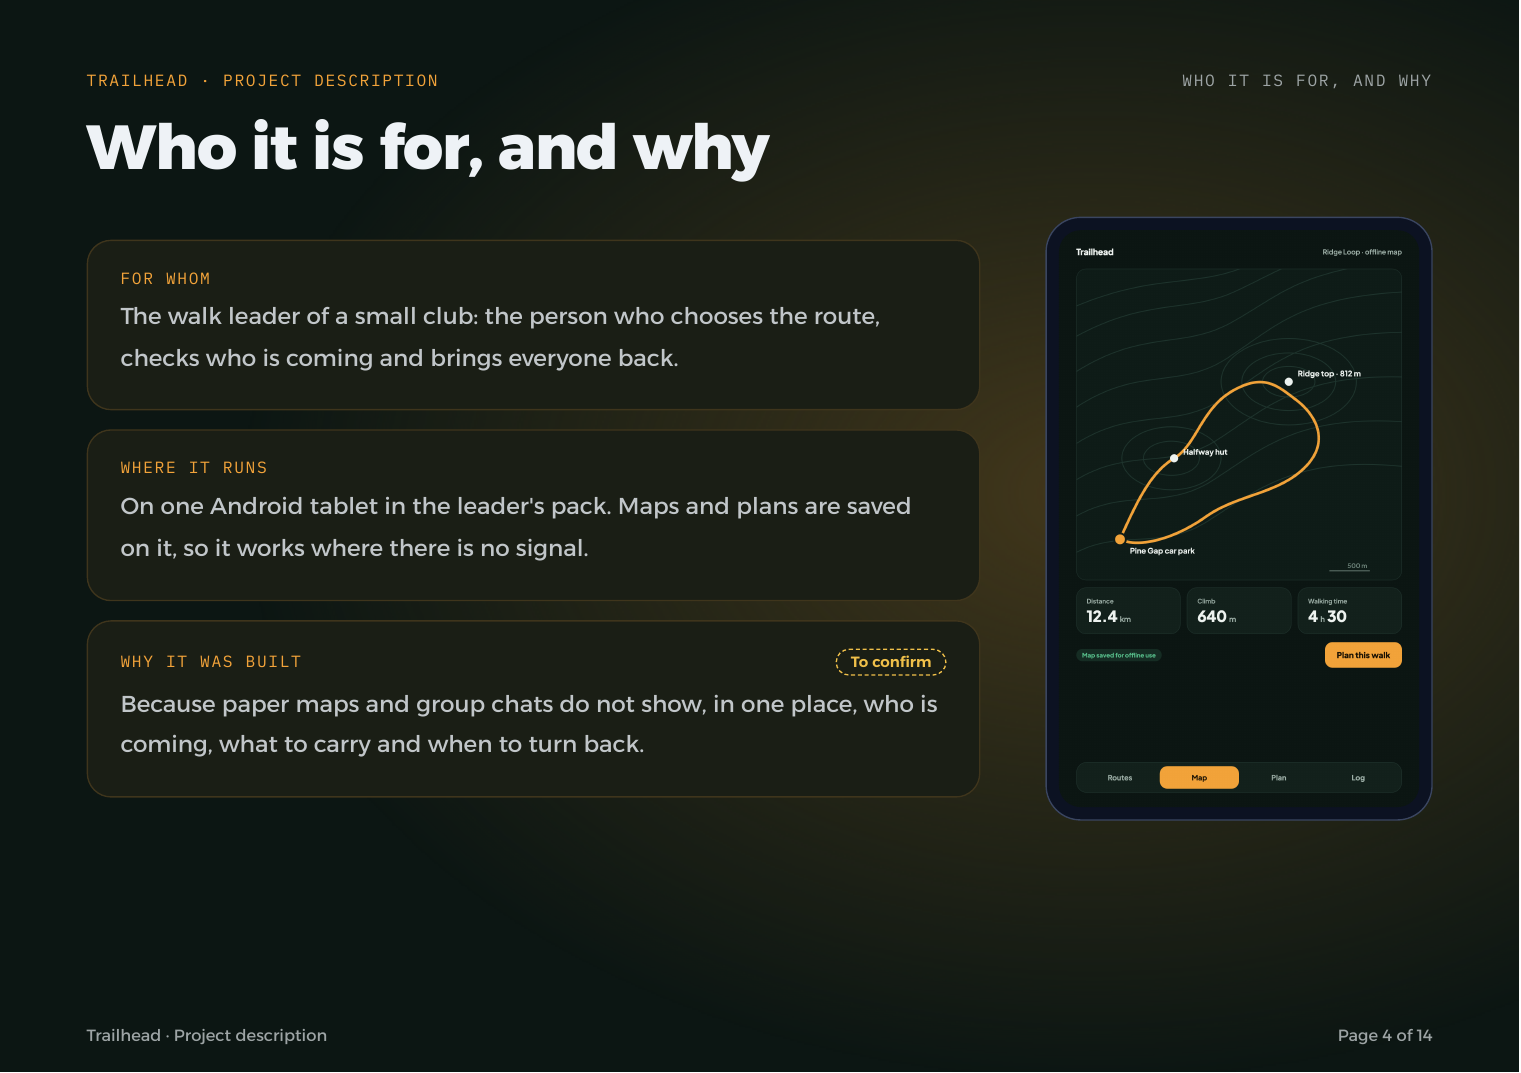 TRAILHEAD · PROJECT DESCRIPTION
WHO IT IS FOR, AND WHY
Who it is for, and why
FOR WHOM
The walk leader of a small club: the person who chooses the route,
checks who is coming and brings everyone back.
WHERE IT RUNS
On one Android tablet in the leader's pack. Maps and plans are saved
on it, so it works where there is no signal.
WHY IT WAS BUILT
To confirm
Because paper maps and group chats do not show, in one place, who is
coming, what to carry and when to turn back.
Trailhead
Ridge Loop · offline map
Ridge top · 812 m
Halfway hut
Pine Gap car park
500 m
Distance
12.4 km
Climb
640 m
Walking time
4 h 30
Map saved for offline use
Plan this walk
Routes
Map
Plan
Log
Trailhead · Project description
Page 4 of 14